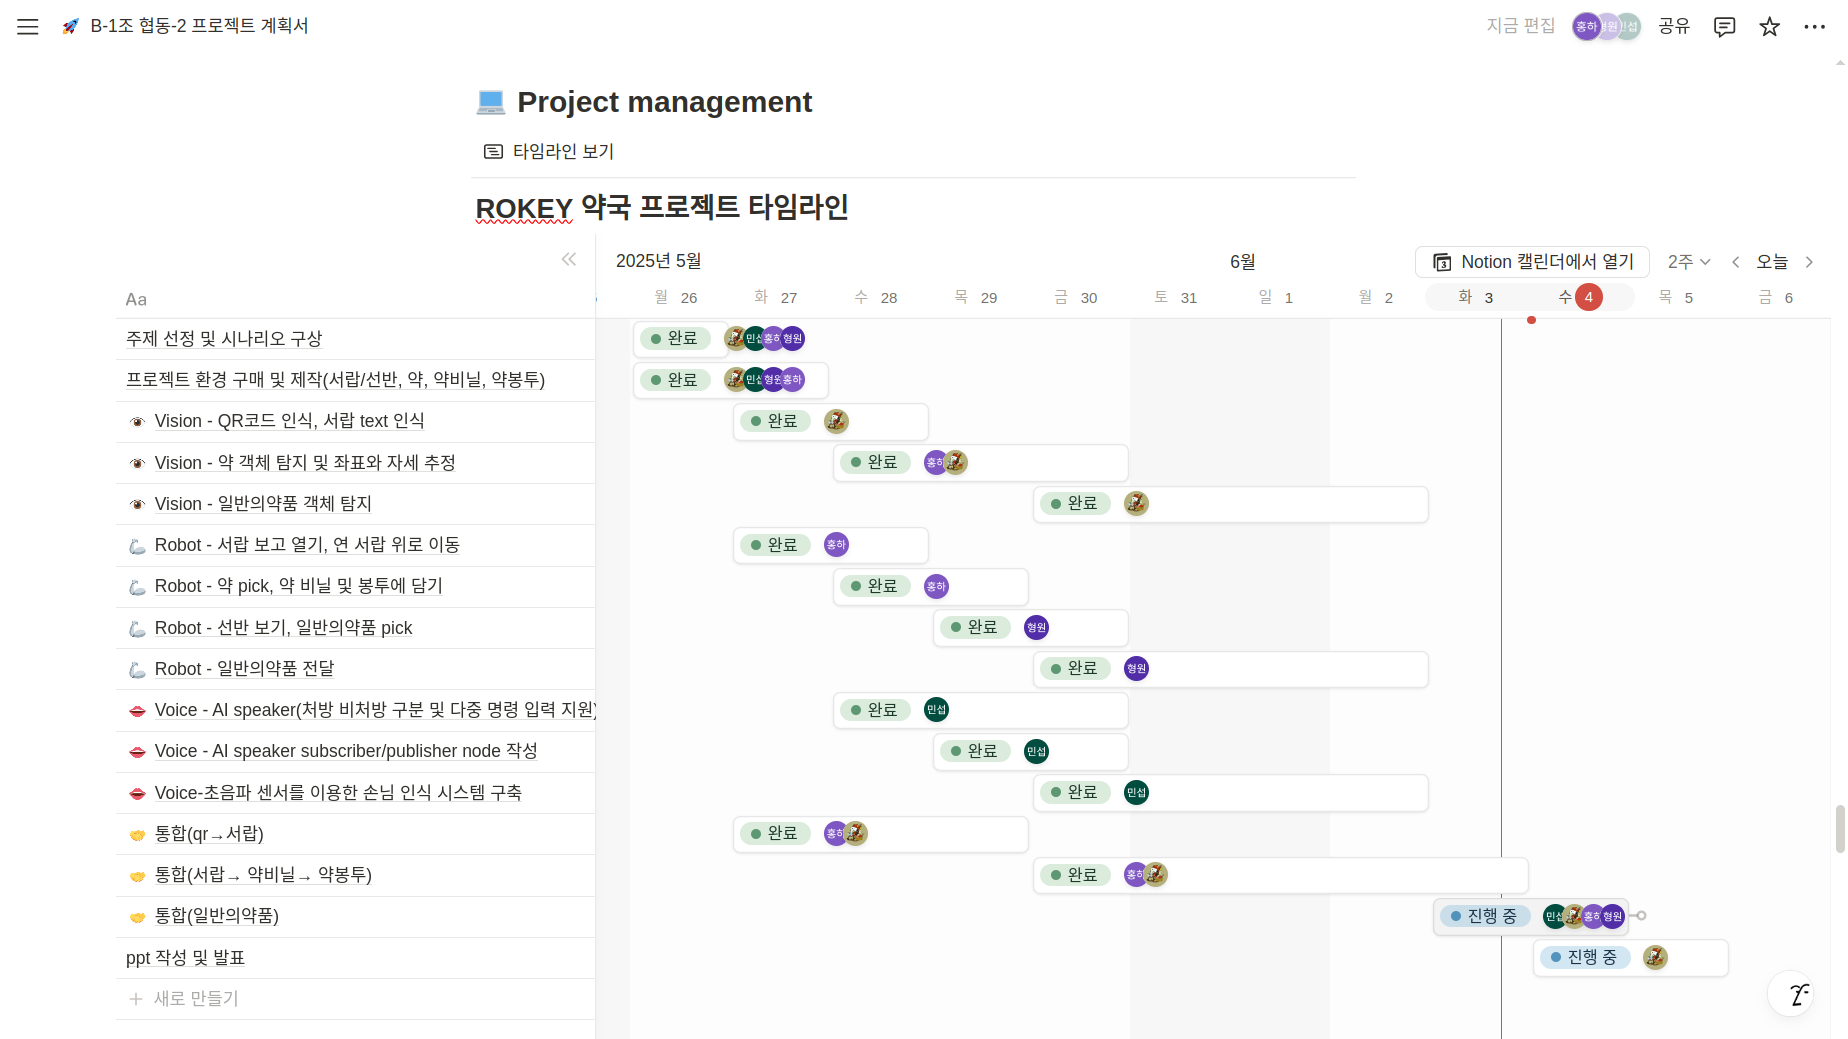 B-1조 협동-2 프로젝트 계획서
지금 편집
홍하 형원 민섭
공유
Project management
타임라인 보기
ROKEY 약국 프로젝트 타임라인
2025년 5월
6월
Notion 캘린더에서 열기
2주
오늘
Aa
월 26 화 27 수 28 목 29 금 30 토 31 일 1 월 2 화 3 수 4 목 5 금 6
주제 선정 및 시나리오 구상
완료 민섭 홍하 형원
프로젝트 환경 구매 및 제작(서랍/선반, 약, 약비닐, 약봉투)
완료 민섭 형원 홍하
Vision - QR코드 인식, 서랍 text 인식
완료
Vision - 약 객체 탐지 및 좌표와 자세 추정
완료 홍하
Vision - 일반의약품 객체 탐지
완료
Robot - 서랍 보고 열기, 연 서랍 위로 이동
완료 홍하
Robot - 약 pick, 약 비닐 및 봉투에 담기
완료 홍하
Robot - 선반 보기, 일반의약품 pick
완료 형원
Robot - 일반의약품 전달
완료 형원
Voice - AI speaker(처방 비처방 구분 및 다중 명령 입력 지원)
완료 민섭
Voice - AI speaker subscriber/publisher node 작성
완료 민섭
Voice-초음파 센서를 이용한 손님 인식 시스템 구축
완료 민섭
통합(qr→서랍)
완료 홍하
통합(서랍→ 약비닐→ 약봉투)
완료 홍하
통합(일반의약품)
진행 중 민섭 홍하 형원
ppt 작성 및 발표
진행 중
새로 만들기